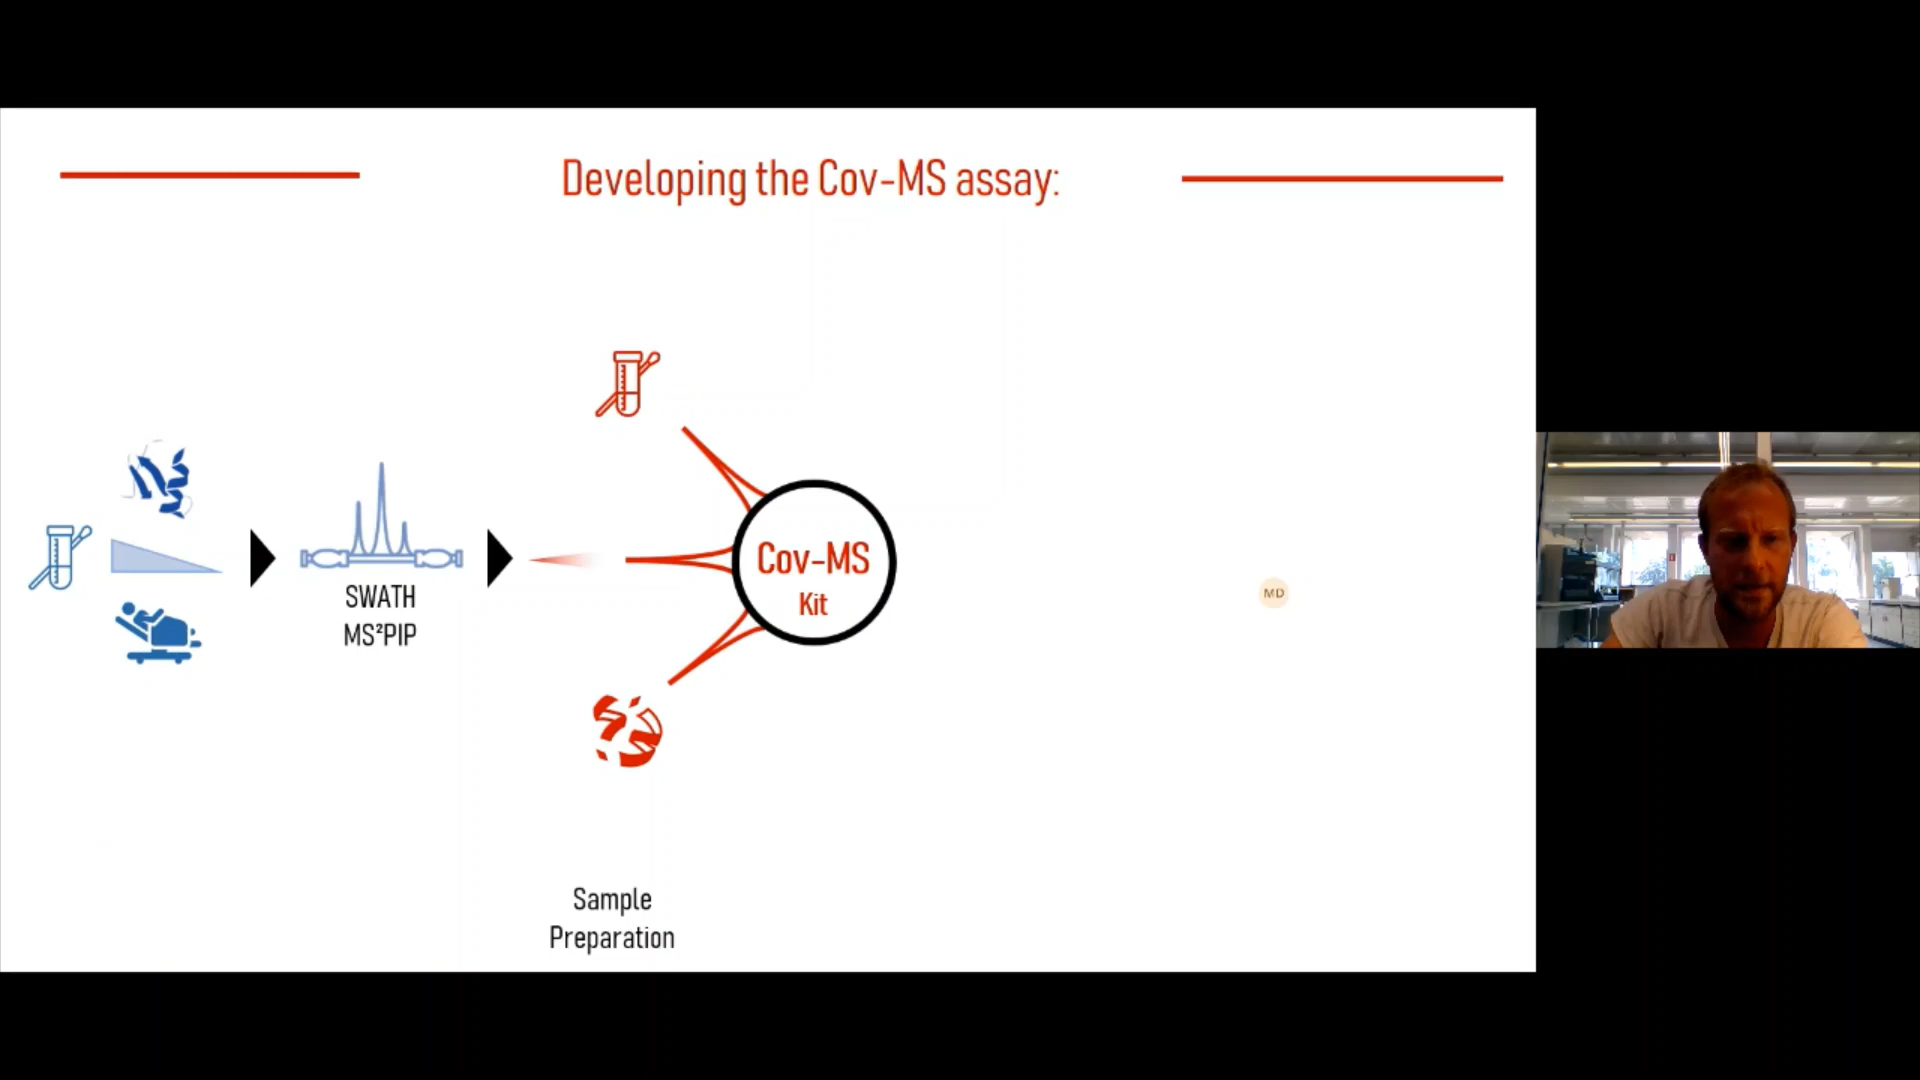 Developing the Cov-MS assay:
SWATH
MS²PIP
Cov-MS
Kit
MD
Sample
Preparation